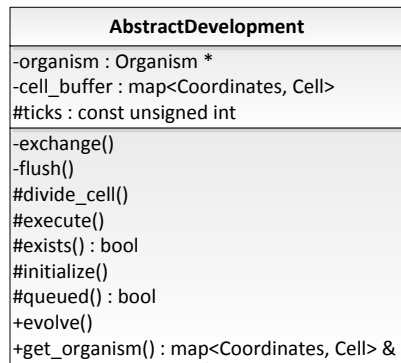 AbstractDevelopment
-organism : Organism *
-cell_buffer : map<Coordinates, Cell>
#ticks : const unsigned int
-exchange()
-flush()
#divide_cell()
#execute()
#exists() : bool
#initialize()
#queued() : bool
+evolve()
+get_organism() : map<Coordinates, Cell> &